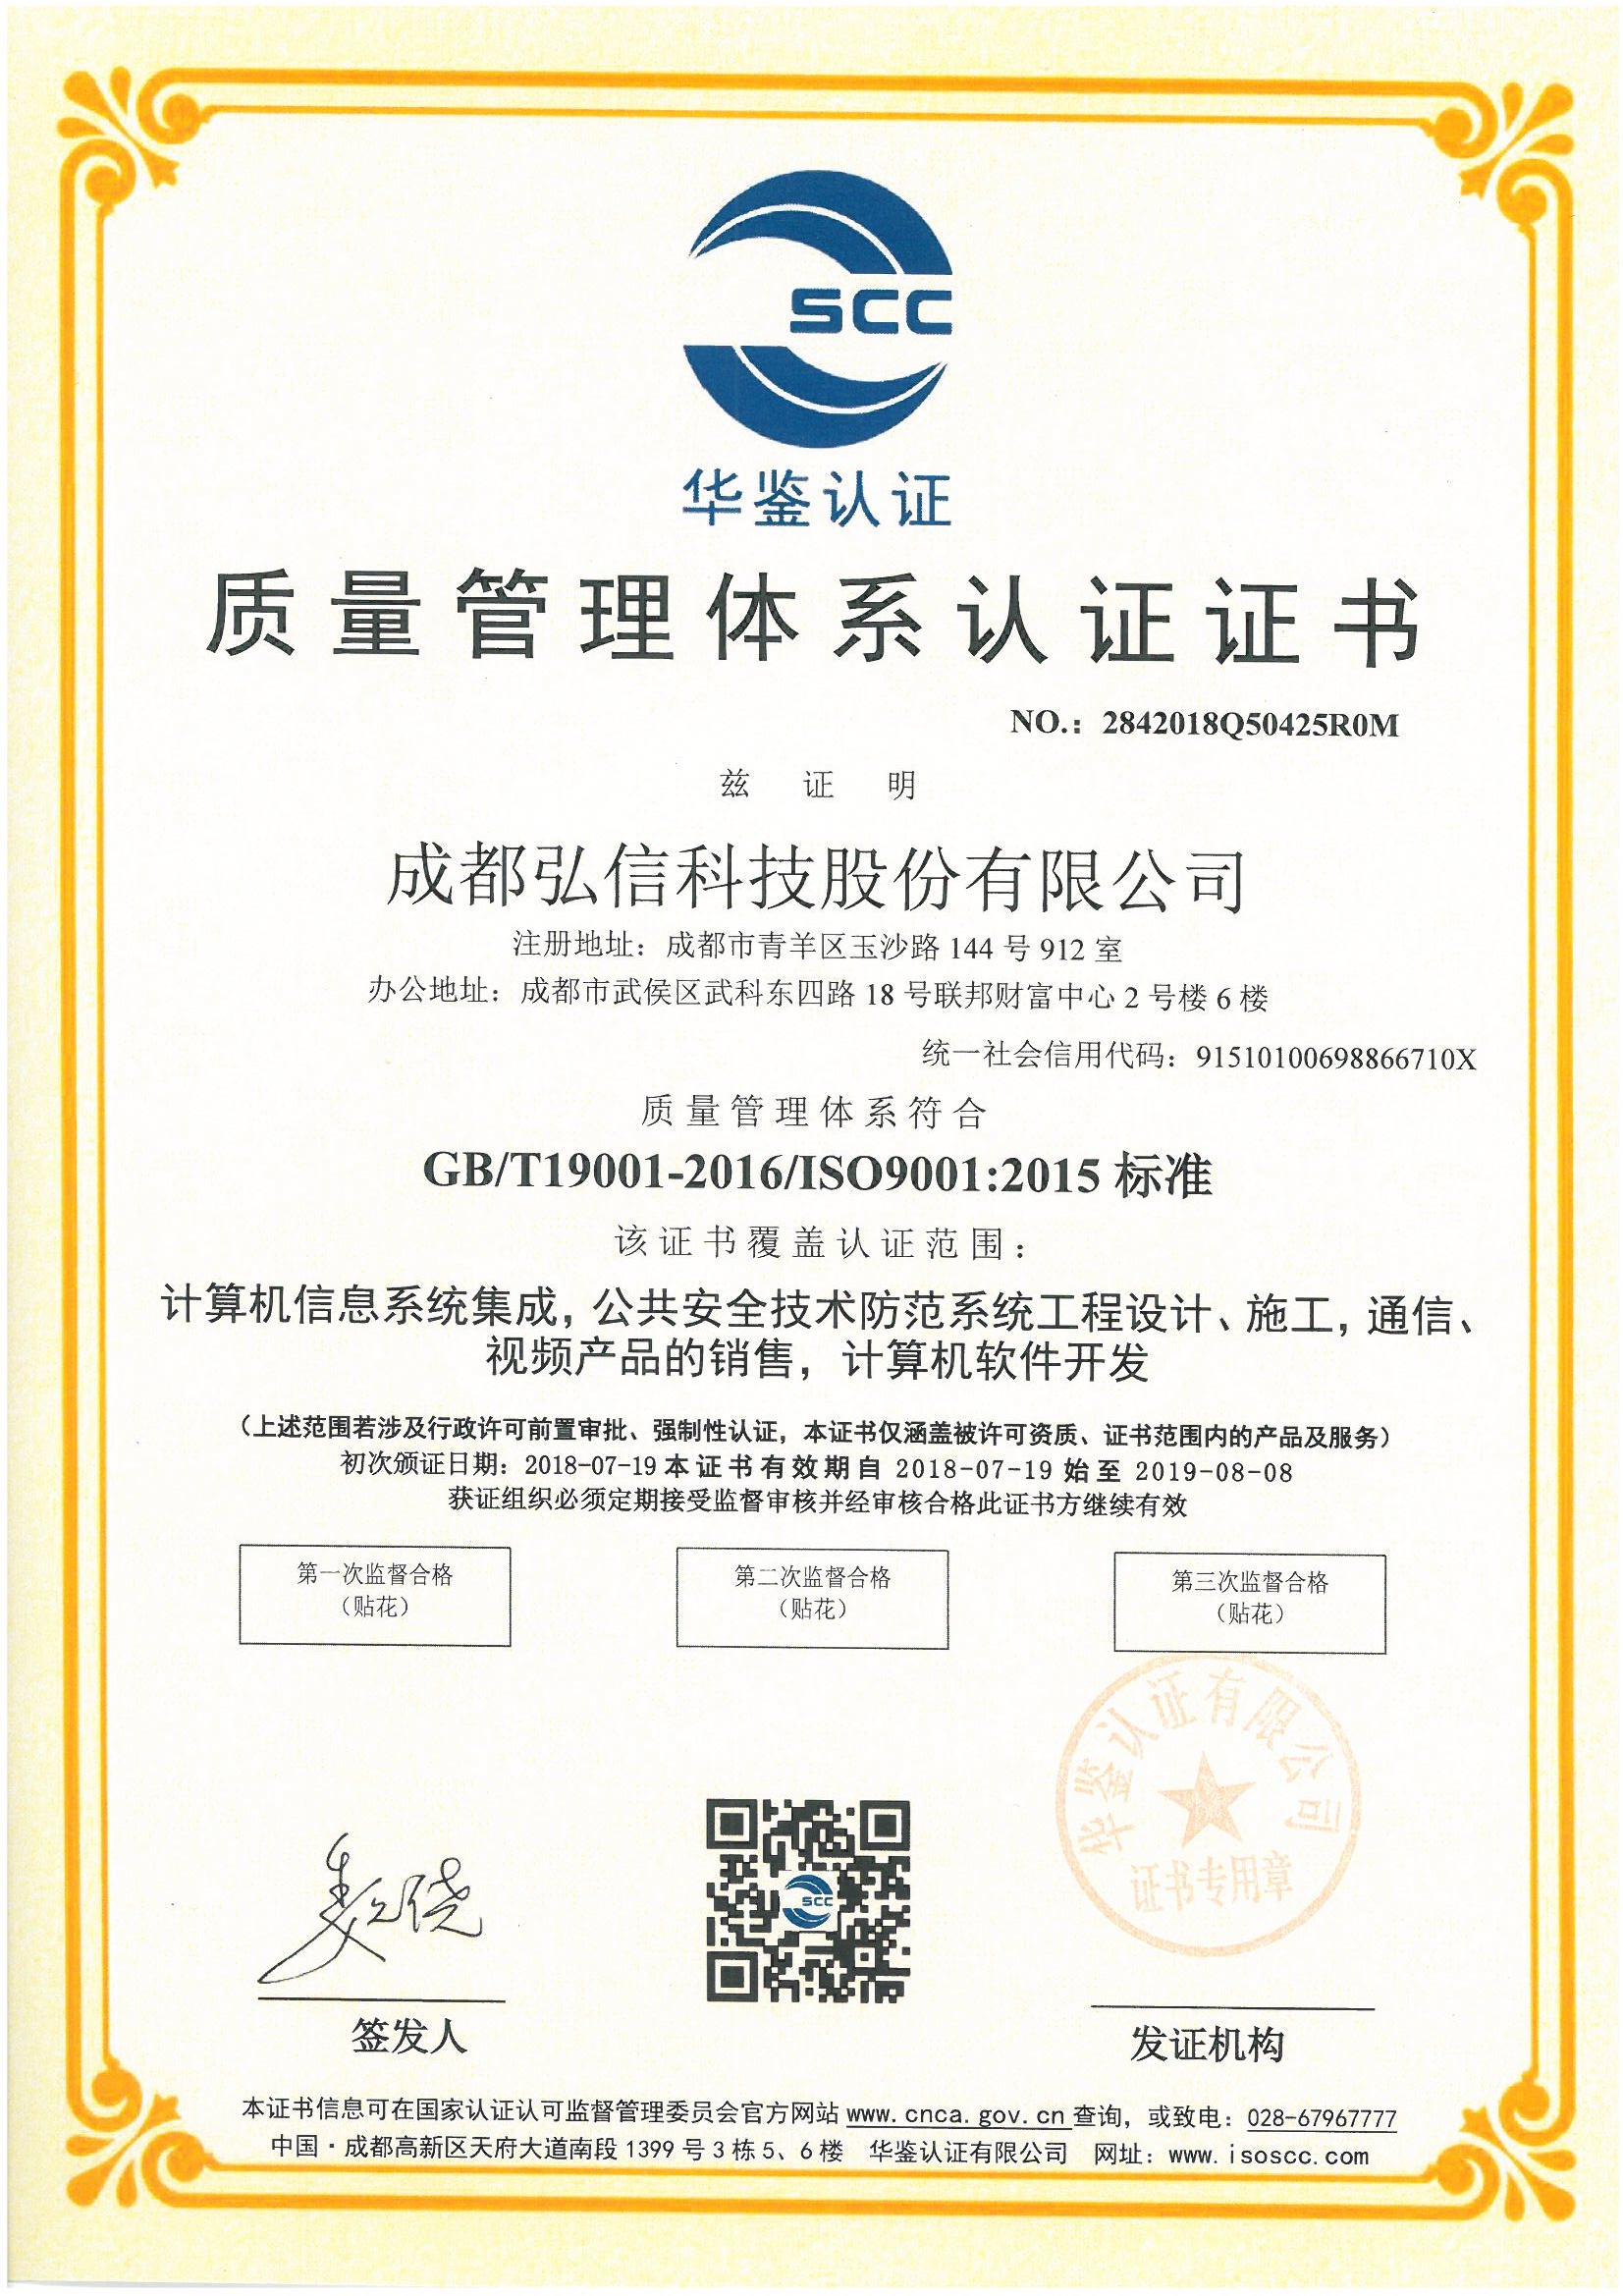 SCC
华鉴认证
质量管理体系认证证书
NO.：2842018Q50425R0M
兹 证 明
成都弘信科技股份有限公司
注册地址：成都市青羊区玉沙路 144 号 912 室
办公地址：成都市武侯区武科东四路 18 号联邦财富中心 2 号楼 6 楼
统一社会信用代码：91510100698866710X
质量管理体系符合
GB/T19001-2016/ISO9001:2015 标准
该证书覆盖认证范围：
计算机信息系统集成，公共安全技术防范系统工程设计、施工，通信、
视频产品的销售，计算机软件开发
（上述范围若涉及行政许可前置审批、强制性认证，本证书仅涵盖被许可资质、证书范围内的产品及服务）
初次颁证日期：2018-07-19 本证书有效期自 2018-07-19 始至 2019-08-08
获证组织必须定期接受监督审核并经审核合格此证书方继续有效
第一次监督合格
（贴花）
第二次监督合格
（贴花）
第三次监督合格
（贴花）
华鉴认证有限公司
证书专用章
SCC
签发人
发证机构
本证书信息可在国家认证认可监督管理委员会官方网站 www.cnca.gov.cn 查询，或致电：028-67967777
中国·成都高新区天府大道南段 1399 号 3 栋 5、6 楼 华鉴认证有限公司 网址：www.isoscc.com